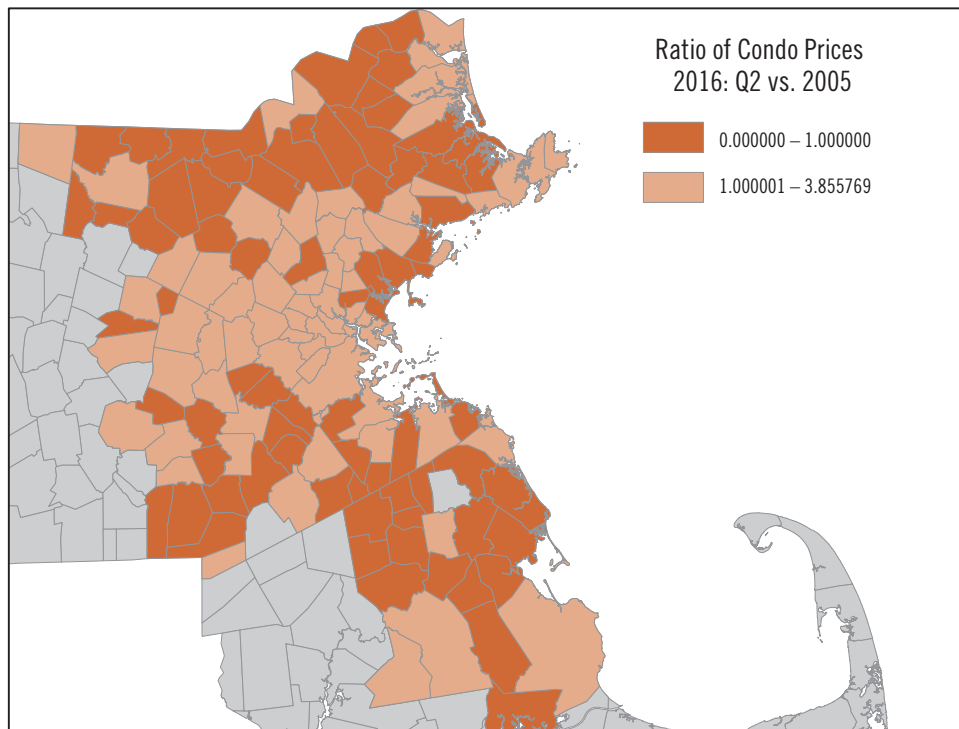 Ratio of Condo Prices
2016: Q2 vs. 2005
0.000000 – 1.000000
1.000001 – 3.855769